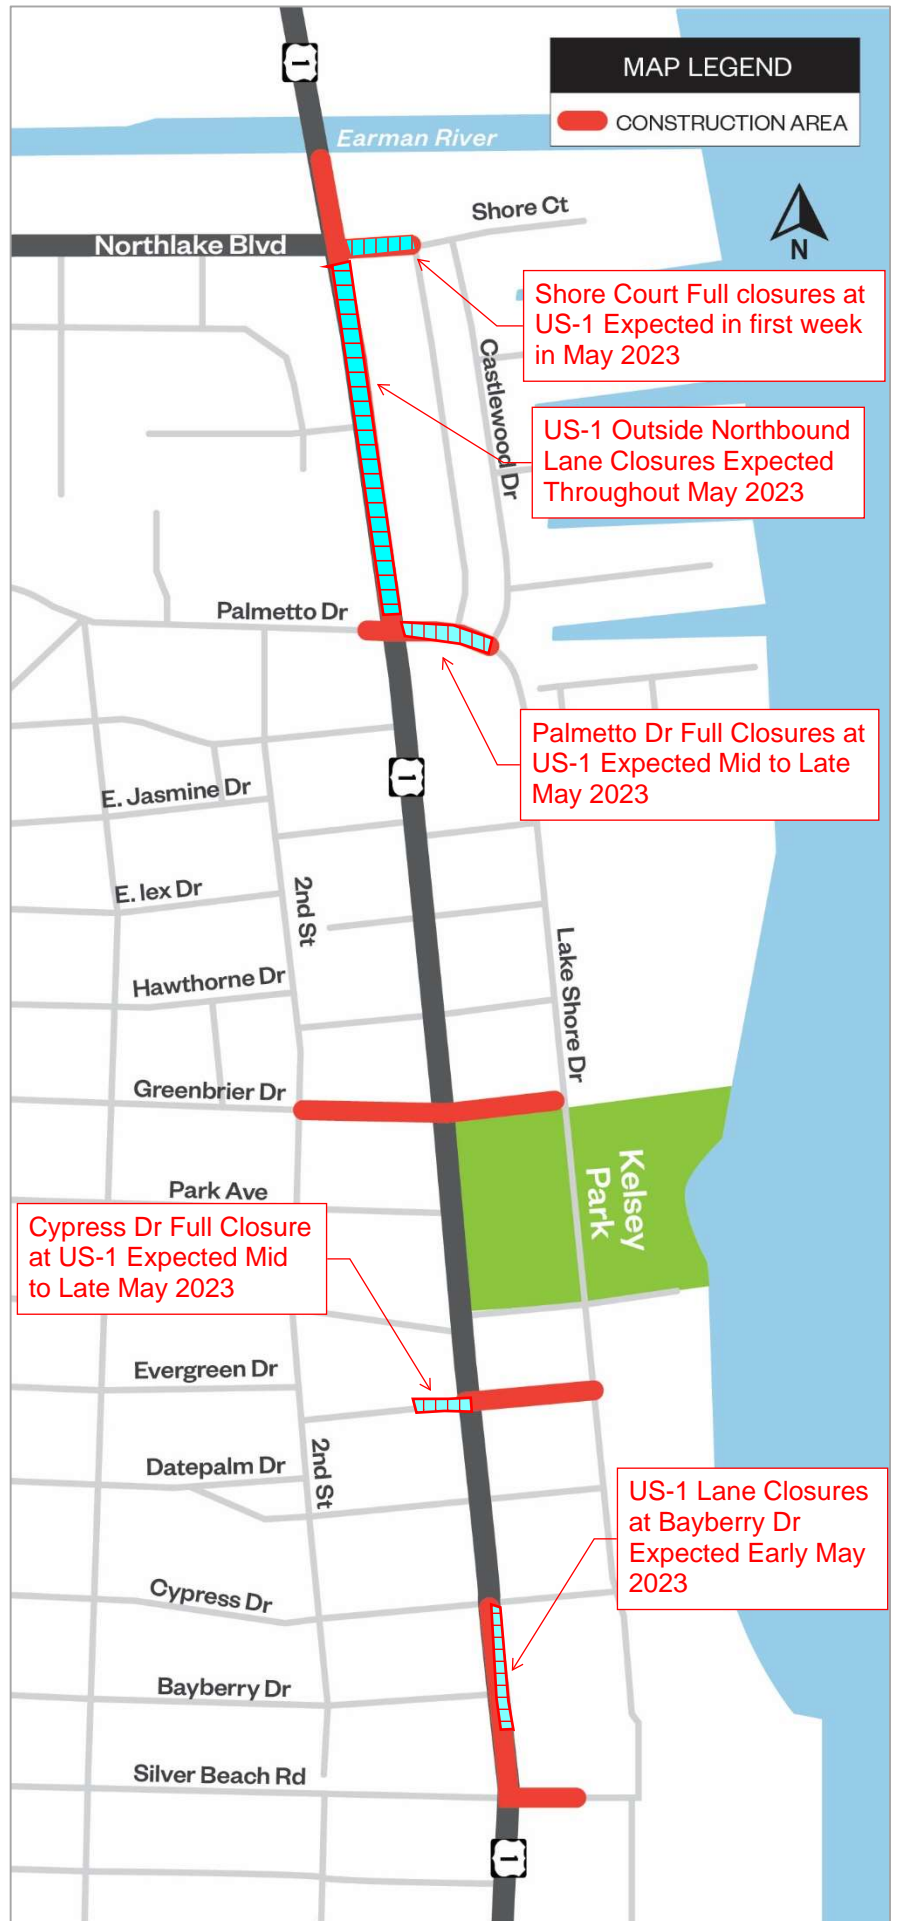 1
MAP LEGEND
CONSTRUCTION AREA
Earman River
Shore Ct
N
Northlake Blvd
Shore Court Full closures at
US-1 Expected in first week
in May 2023
Castlewood Dr
US-1 Outside Northbound
Lane Closures Expected
Throughout May 2023
Palmetto Dr
Palmetto Dr Full Closures at
US-1 Expected Mid to Late
May 2023
1
E. Jasmine Dr
E. lex Dr
2nd St
Lake Shore Dr
Hawthorne Dr
Greenbrier Dr
Kelsey
Park
Park Ave
Cypress Dr Full Closure
at US-1 Expected Mid
to Late May 2023
Evergreen Dr
2nd St
Datepalm Dr
US-1 Lane Closures
at Bayberry Dr
Expected Early May
2023
Cypress Dr
Bayberry Dr
Silver Beach Rd
1